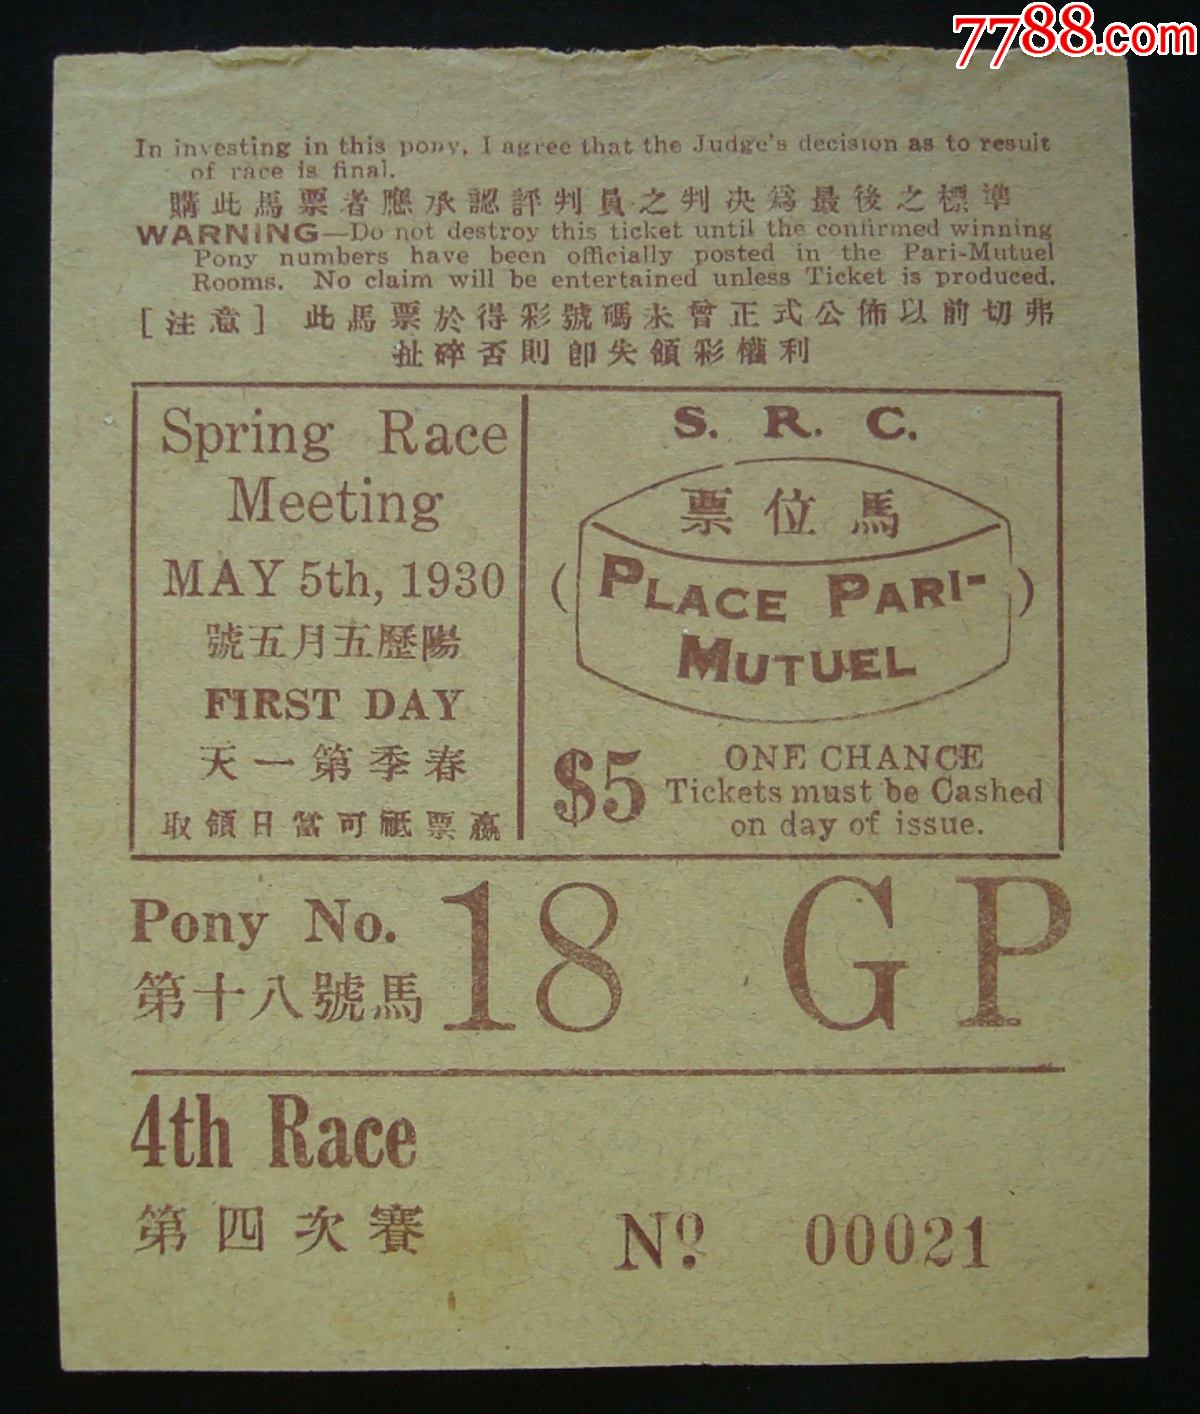 7788.com
In investing in this pony, I agree that the Judge's decision as to result
of race is final.
購此馬票者應承認評判員之判决爲最後之標準
WARNING—Do not destroy this ticket until the confirmed winning
Pony numbers have been officially posted in the Pari-Mutuel
Rooms. No claim will be entertained unless Ticket is produced.
[注意] 此馬票於得彩號碼未曾正式公佈以前切弗
扯碎否則卽失領彩權利
Spring Race
Meeting
MAY 5th, 1930
號五月五歷陽
FIRST DAY
天一第季春
取領日當可祗票贏
S. R. C.
票位馬
(PLACE PARI-)
MUTUEL
$5
ONE CHANCE
Tickets must be Cashed
on day of issue.
Pony No.
第十八號馬
18 GP
4th Race
第四次賽
No. 00021